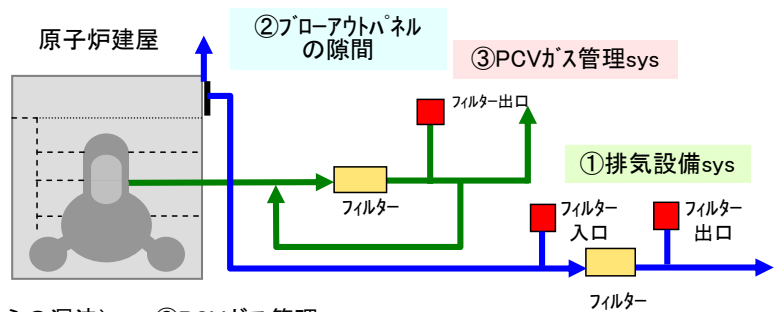 原子炉建屋
②ﾌﾞﾛｰｱｳﾄﾊﾟﾈﾙ
の隙間
③PCVｶﾞｽ管理sys
ﾌｨﾙﾀｰ出口
①排気設備sys
ﾌｨﾙﾀｰ
ﾌｨﾙﾀｰ
入口
ﾌｨﾙﾀｰ
出口
ﾌｨﾙﾀｰ